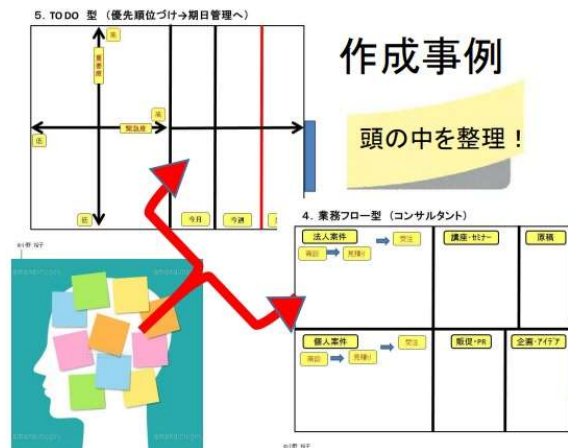 5. TODO 型 (優先順位づけ→期日管理へ)
作成事例
高
重要度
頭の中を整理！
緊急度
高
低
低
今月
今週
4. 業務フロー型 (コンサルタント)
法人案件
講座・セミナー
原稿
商談
見積り
受注
個人案件
販促・PR
企画・アイデア
商談
見積り
受注